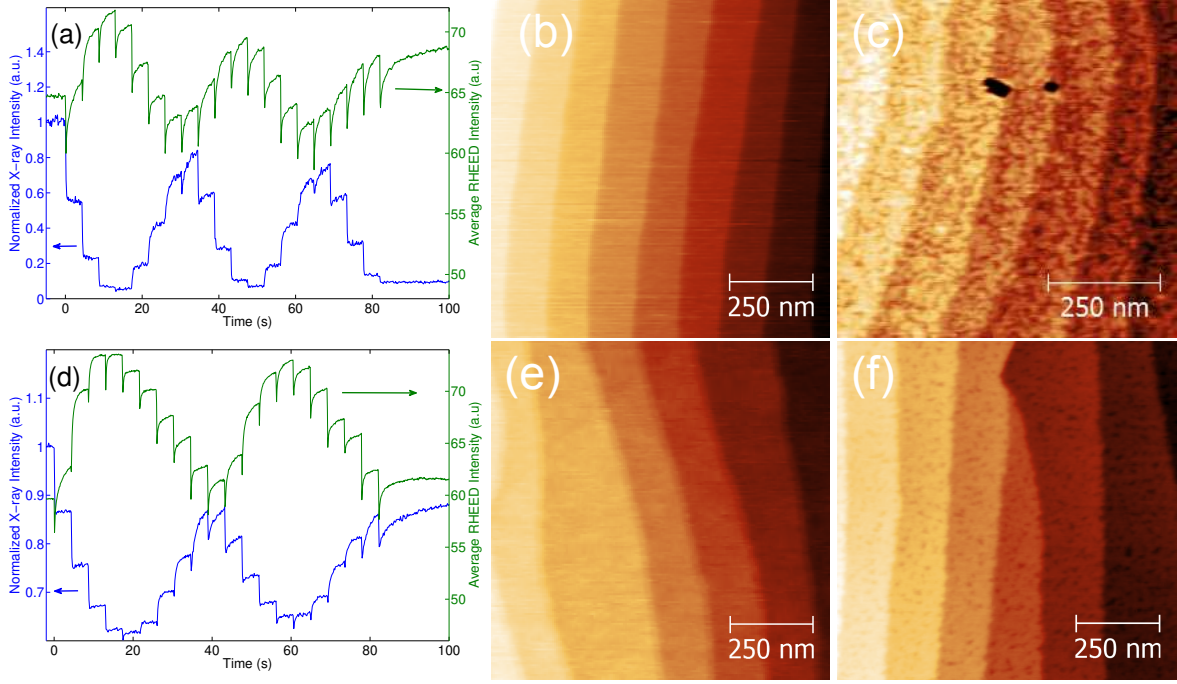 (a)
Normalized X-ray Intensity (a.u.)
1.4
1.2
1
0.8
0.6
0.4
0.2
0
70
65
60
55
50
Average RHEED Intensity (a.u)
0 20 40 60 80 100
Time (s)
(b)
250 nm
(c)
250 nm
(d)
Normalized X-ray Intensity (a.u.)
1.1
1
0.9
0.8
0.7
70
65
60
55
50
Average RHEED Intensity (a.u)
0 20 40 60 80 100
Time (s)
(e)
250 nm
(f)
250 nm